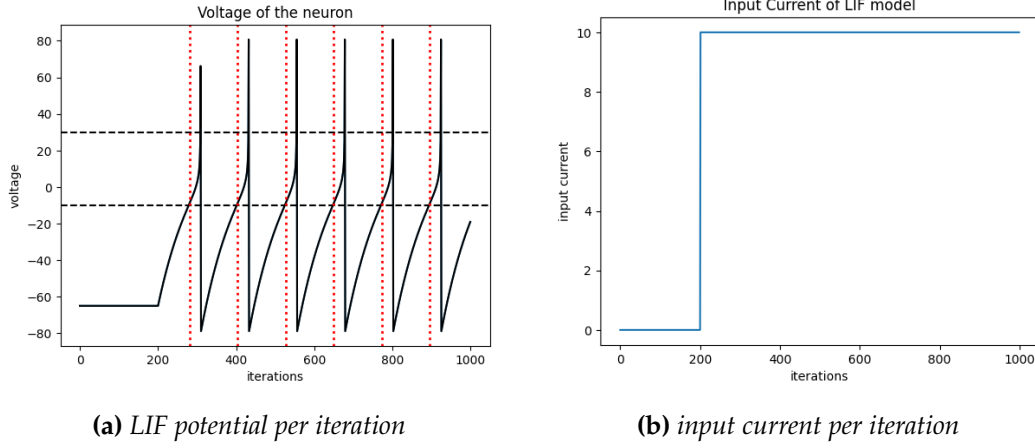 Voltage of the neuron
80
60
40
20
0
−20
−40
−60
−80
voltage
0 200 400 600 800 1000
iterations
(a) LIF potential per iteration
Input Current of LIF model
10
8
6
4
2
0
input current
0 200 400 600 800 1000
iterations
(b) input current per iteration